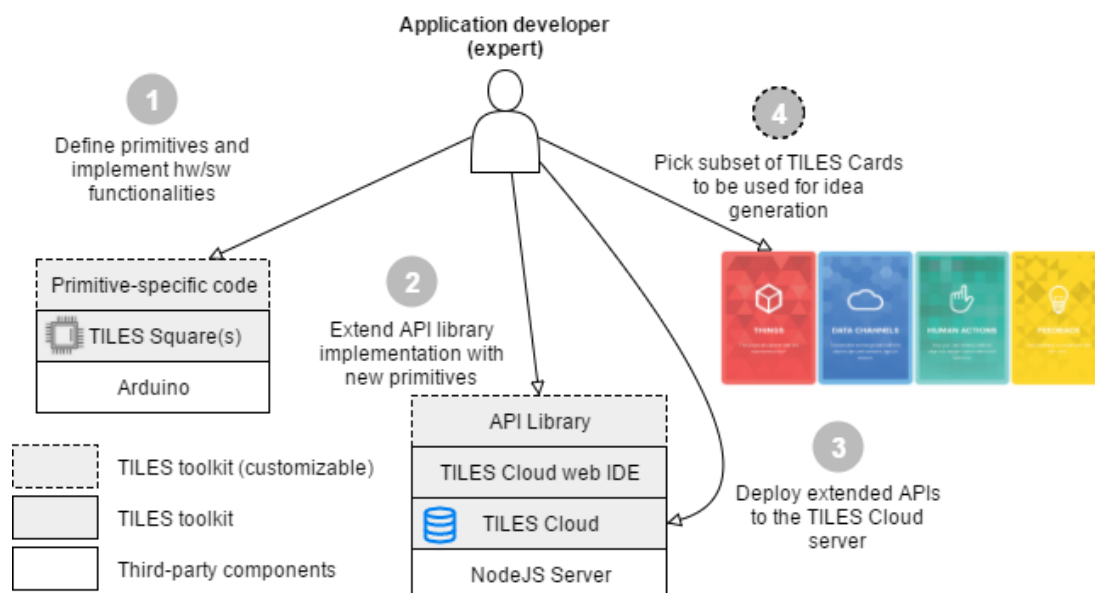 Application developer
(expert)
1
Define primitives and
implement hw/sw
functionalities
4
Pick subset of TILES Cards
to be used for idea
generation
Primitive-specific code
TILES Square(s)
Arduino
2
Extend API library
implementation with
new primitives
THINGS
DATA CHANNELS
HUMAN ACTIONS
FEEDBACK
API Library
TILES Cloud web IDE
TILES Cloud
NodeJS Server
3
Deploy extended APIs
to the TILES Cloud
server
TILES toolkit (customizable)
TILES toolkit
Third-party components